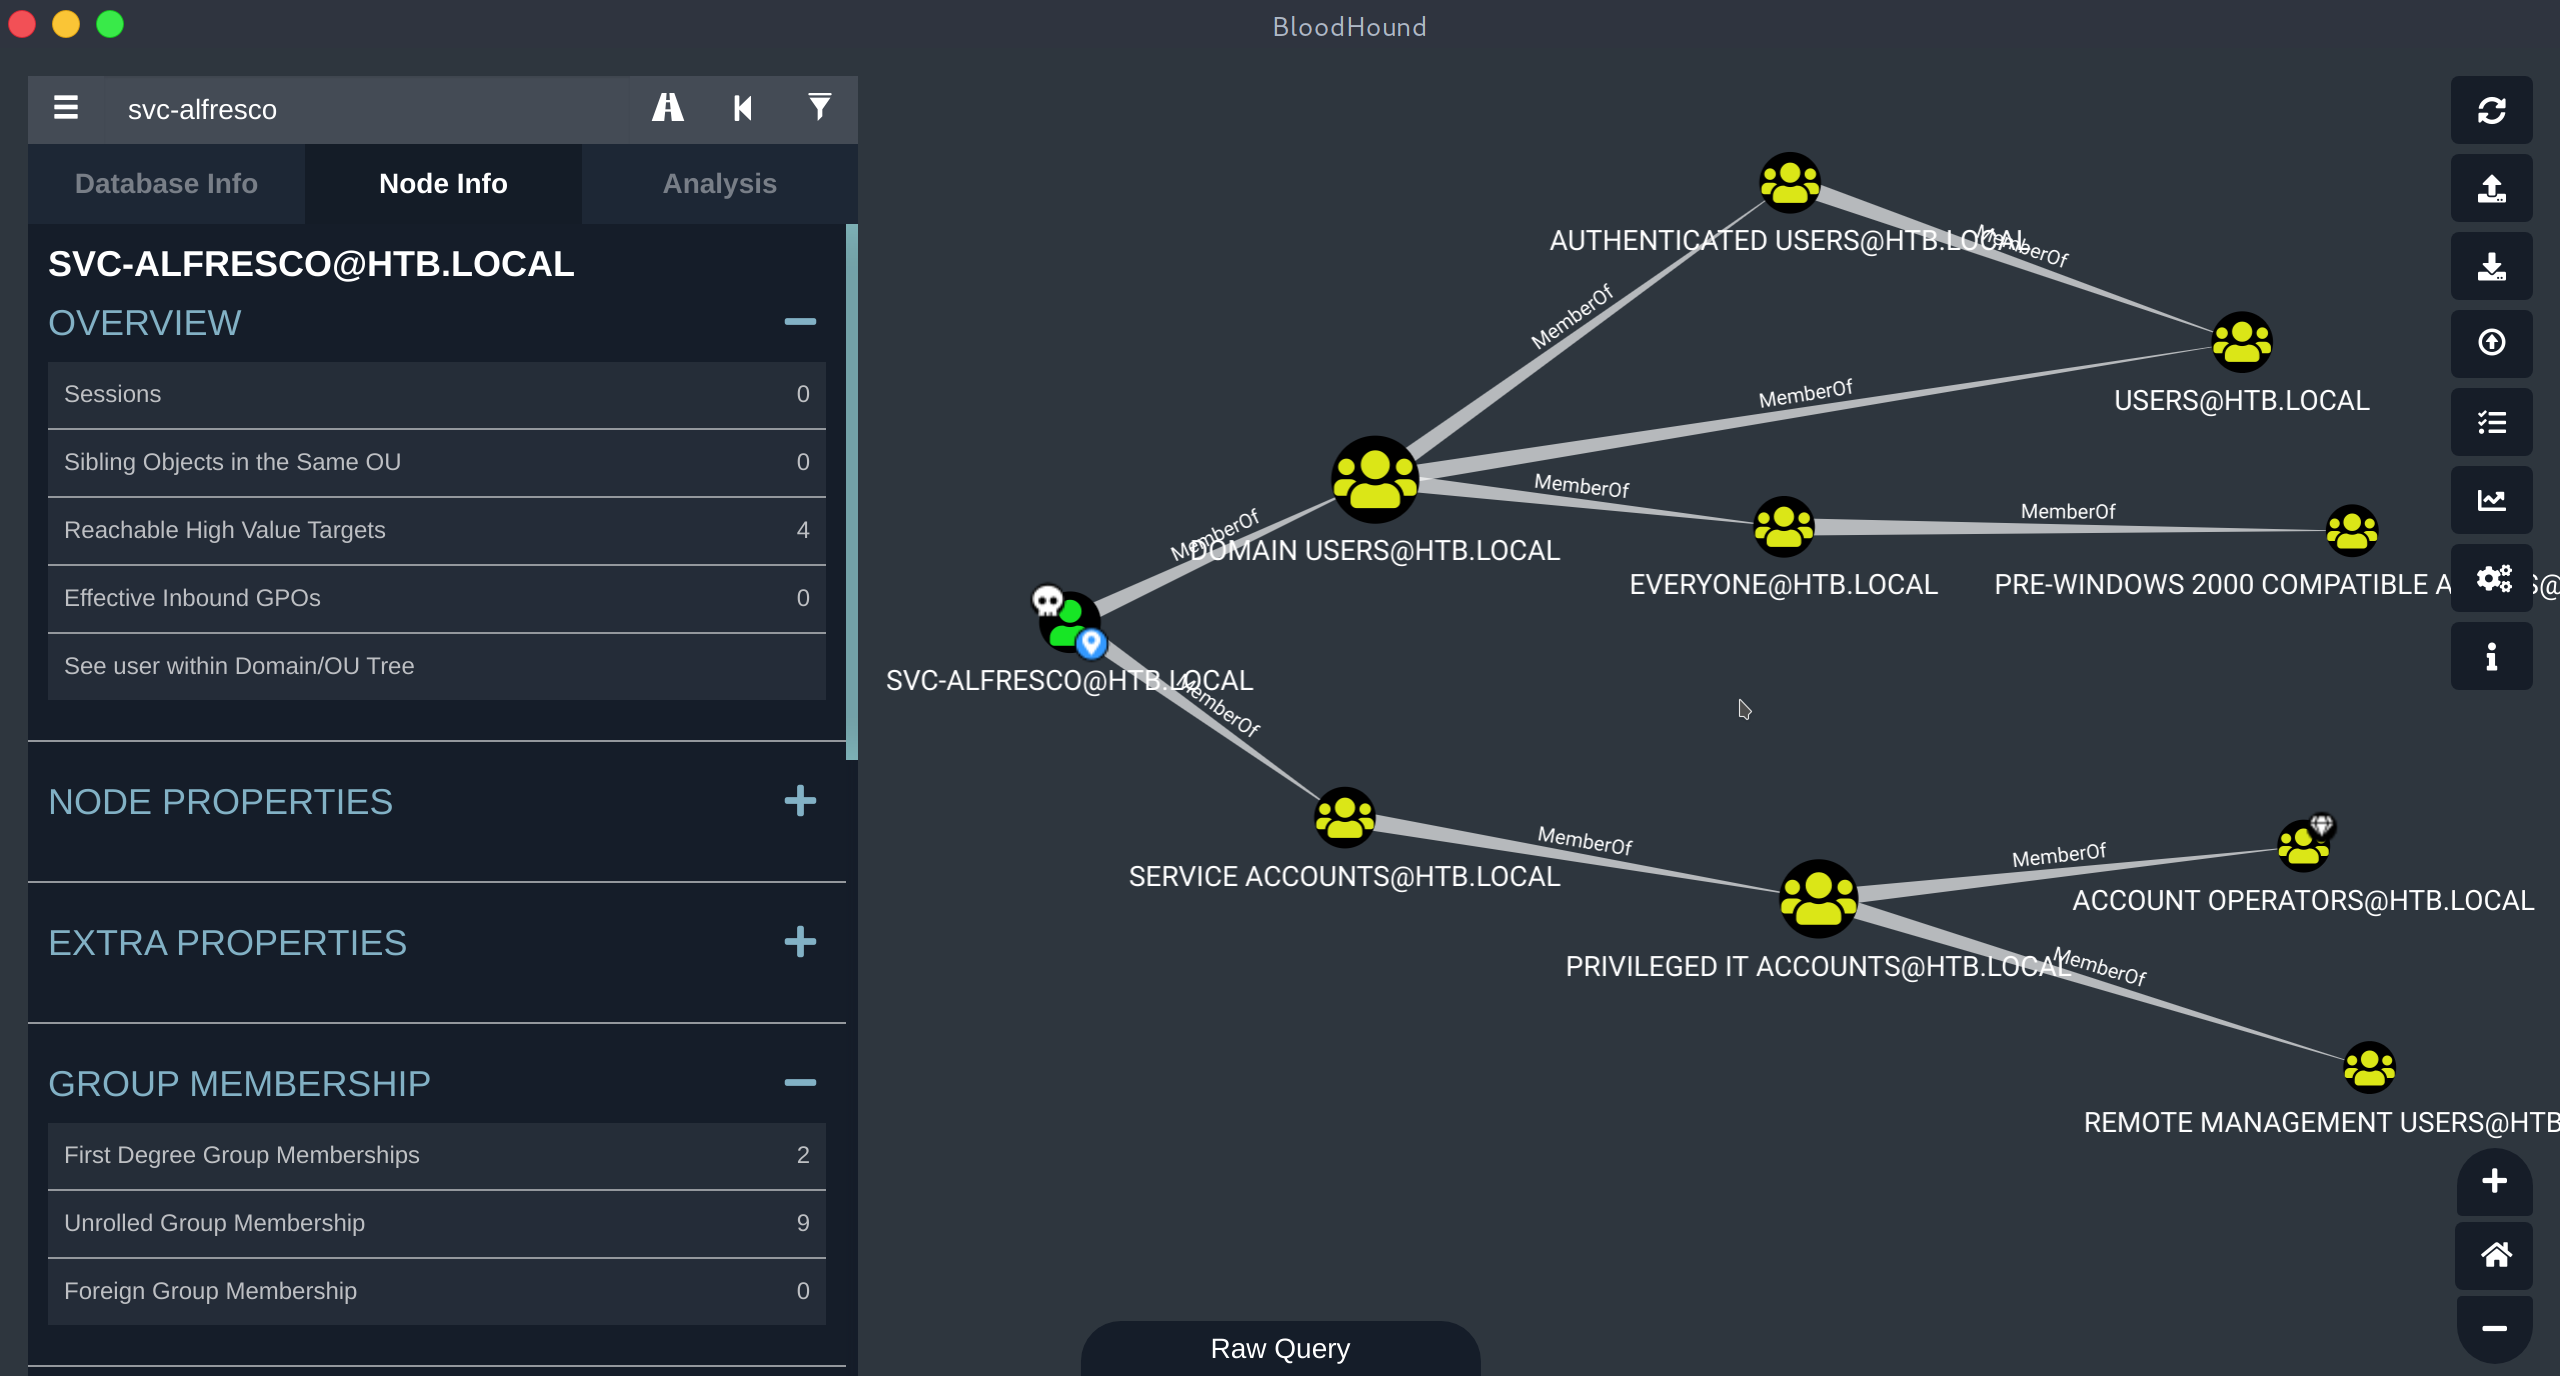 BloodHound
svc-alfresco
Database Info
Node Info
Analysis
SVC-ALFRESCO@HTB.LOCAL
OVERVIEW
Sessions 0
Sibling Objects in the Same OU 0
Reachable High Value Targets 4
Effective Inbound GPOs 0
See user within Domain/OU Tree
NODE PROPERTIES
EXTRA PROPERTIES
GROUP MEMBERSHIP
First Degree Group Memberships 2
Unrolled Group Membership 9
Foreign Group Membership 0
AUTHENTICATED USERS@HTB.LOCAL
MemberOf
MemberOf
USERS@HTB.LOCAL
MemberOf
MemberOf
MemberOf
MemberOf
DOMAIN USERS@HTB.LOCAL
EVERYONE@HTB.LOCAL
PRE-WINDOWS 2000 COMPATIBLE
SVC-ALFRESCO@HTB.LOCAL
MemberOf
SERVICE ACCOUNTS@HTB.LOCAL
MemberOf
MemberOf
ACCOUNT OPERATORS@HTB.LOCAL
PRIVILEGED IT ACCOUNTS@HTB.LOCAL
MemberOf
REMOTE MANAGEMENT USERS@HTB
Raw Query